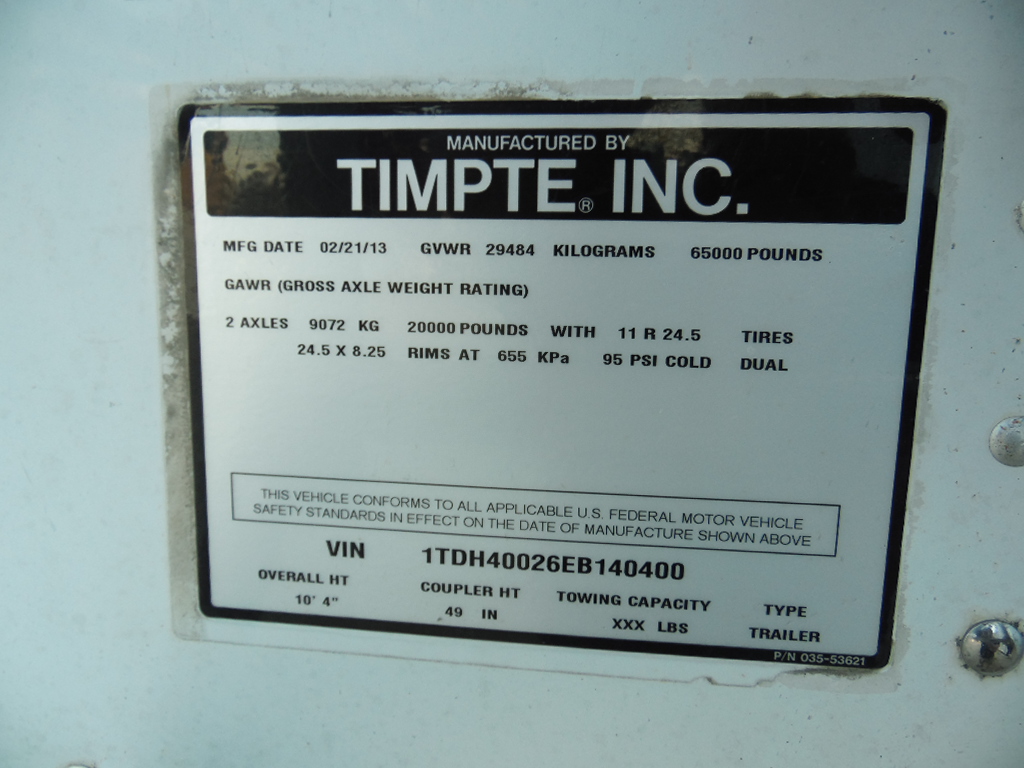 MANUFACTURED BY
TIMPTE® INC.
MFG DATE 02/21/13 GVWR 29484 KILOGRAMS 65000 POUNDS
GAWR (GROSS AXLE WEIGHT RATING)
2 AXLES 9072 KG 20000 POUNDS WITH 11 R 24.5 TIRES
24.5 X 8.25 RIMS AT 655 KPa 95 PSI COLD DUAL
THIS VEHICLE CONFORMS TO ALL APPLICABLE U.S. FEDERAL MOTOR VEHICLE
SAFETY STANDARDS IN EFFECT ON THE DATE OF MANUFACTURE SHOWN ABOVE
VIN 1TDH40026EB140400
OVERALL HT COUPLER HT TOWING CAPACITY TYPE
10' 4" 49 IN XXX LBS TRAILER
P/N 035-53621